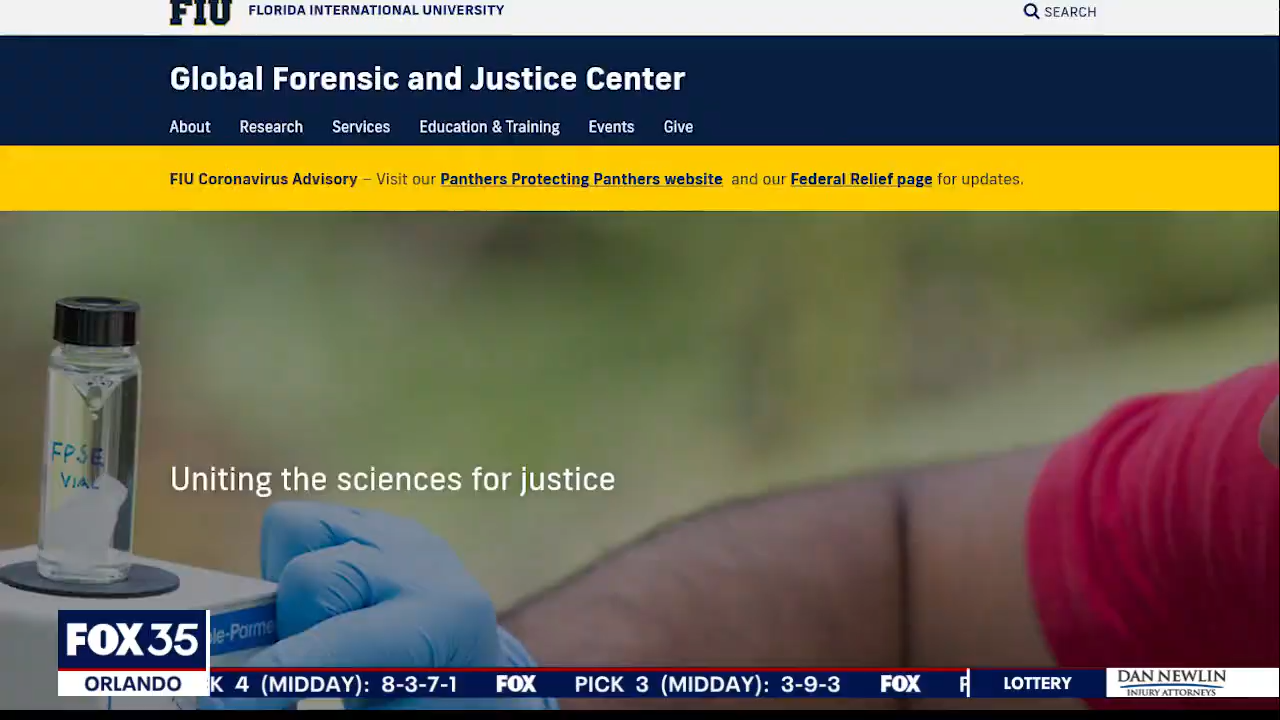 FIU FLORIDA INTERNATIONAL UNIVERSITY
SEARCH
Global Forensic and Justice Center
About Research Services Education & Training Events Give
FIU Coronavirus Advisory – Visit our Panthers Protecting Panthers website and our Federal Relief page for updates.
FPSE
VIAL
Uniting the sciences for justice
le-Parme
FOX 35
ORLANDO
K 4 (MIDDAY): 8-3-7-1 FOX PICK 3 (MIDDAY): 3-9-3 FOX
LOTTERY
DAN NEWLIN
INJURY ATTORNEYS